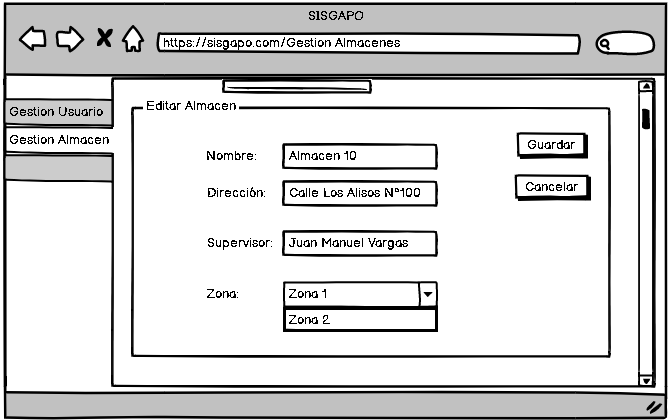 SISGAPO
https://sisgapo.com/Gestion Almacenes
Gestion Usuario
Gestion Almacen
Editar Almacen
Nombre: Almacen 10
Guardar
Dirección: Calle Los Alisos N°100
Cancelar
Supervisor: Juan Manuel Vargas
Zona: Zona 1
Zona 2